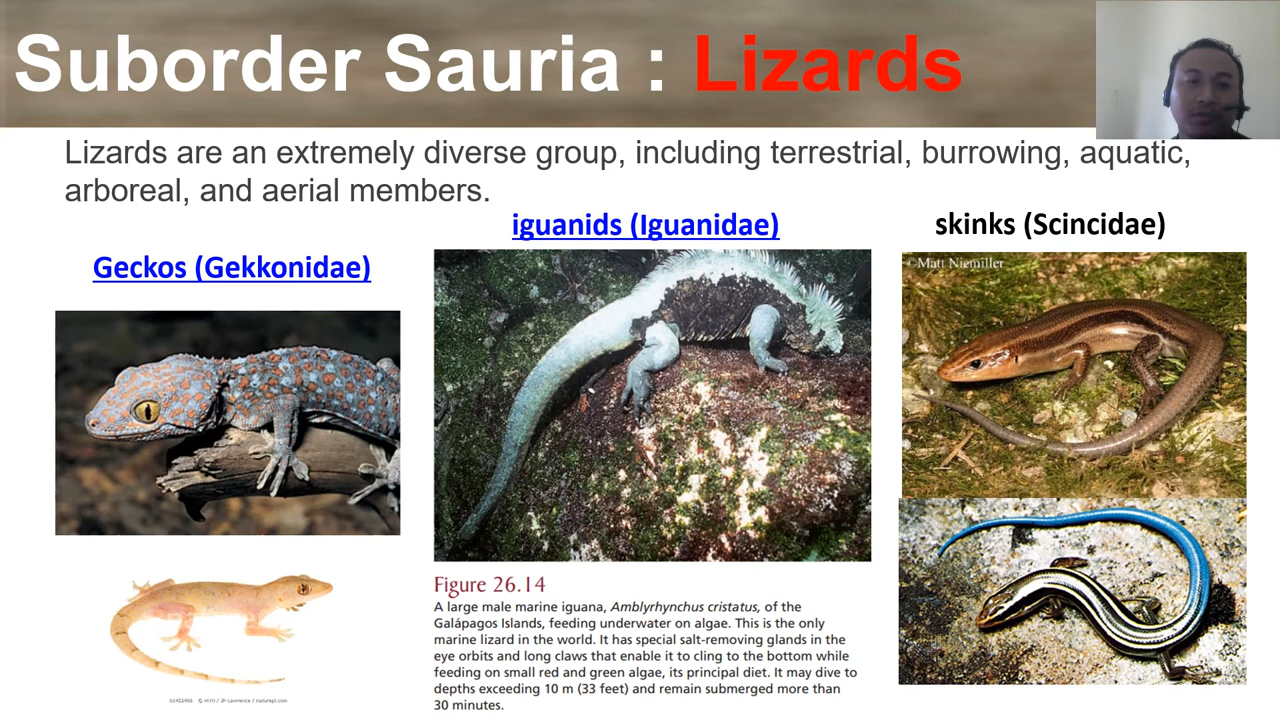 Suborder Sauria : Lizards
Lizards are an extremely diverse group, including terrestrial, burrowing, aquatic,
arboreal, and aerial members.
Geckos (Gekkonidae)
iguanids (Iguanidae)
skinks (Scincidae)
©Matt Niemiller
Figure 26.14
A large male marine iguana, Amblyrhynchus cristatus, of the
Galápagos Islands, feeding underwater on algae. This is the only
marine lizard in the world. It has special salt-removing glands in the
eye orbits and long claws that enable it to cling to the bottom while
feeding on small red and green algae, its principal diet. It may dive to
depths exceeding 10 m (33 feet) and remain submerged more than
30 minutes.